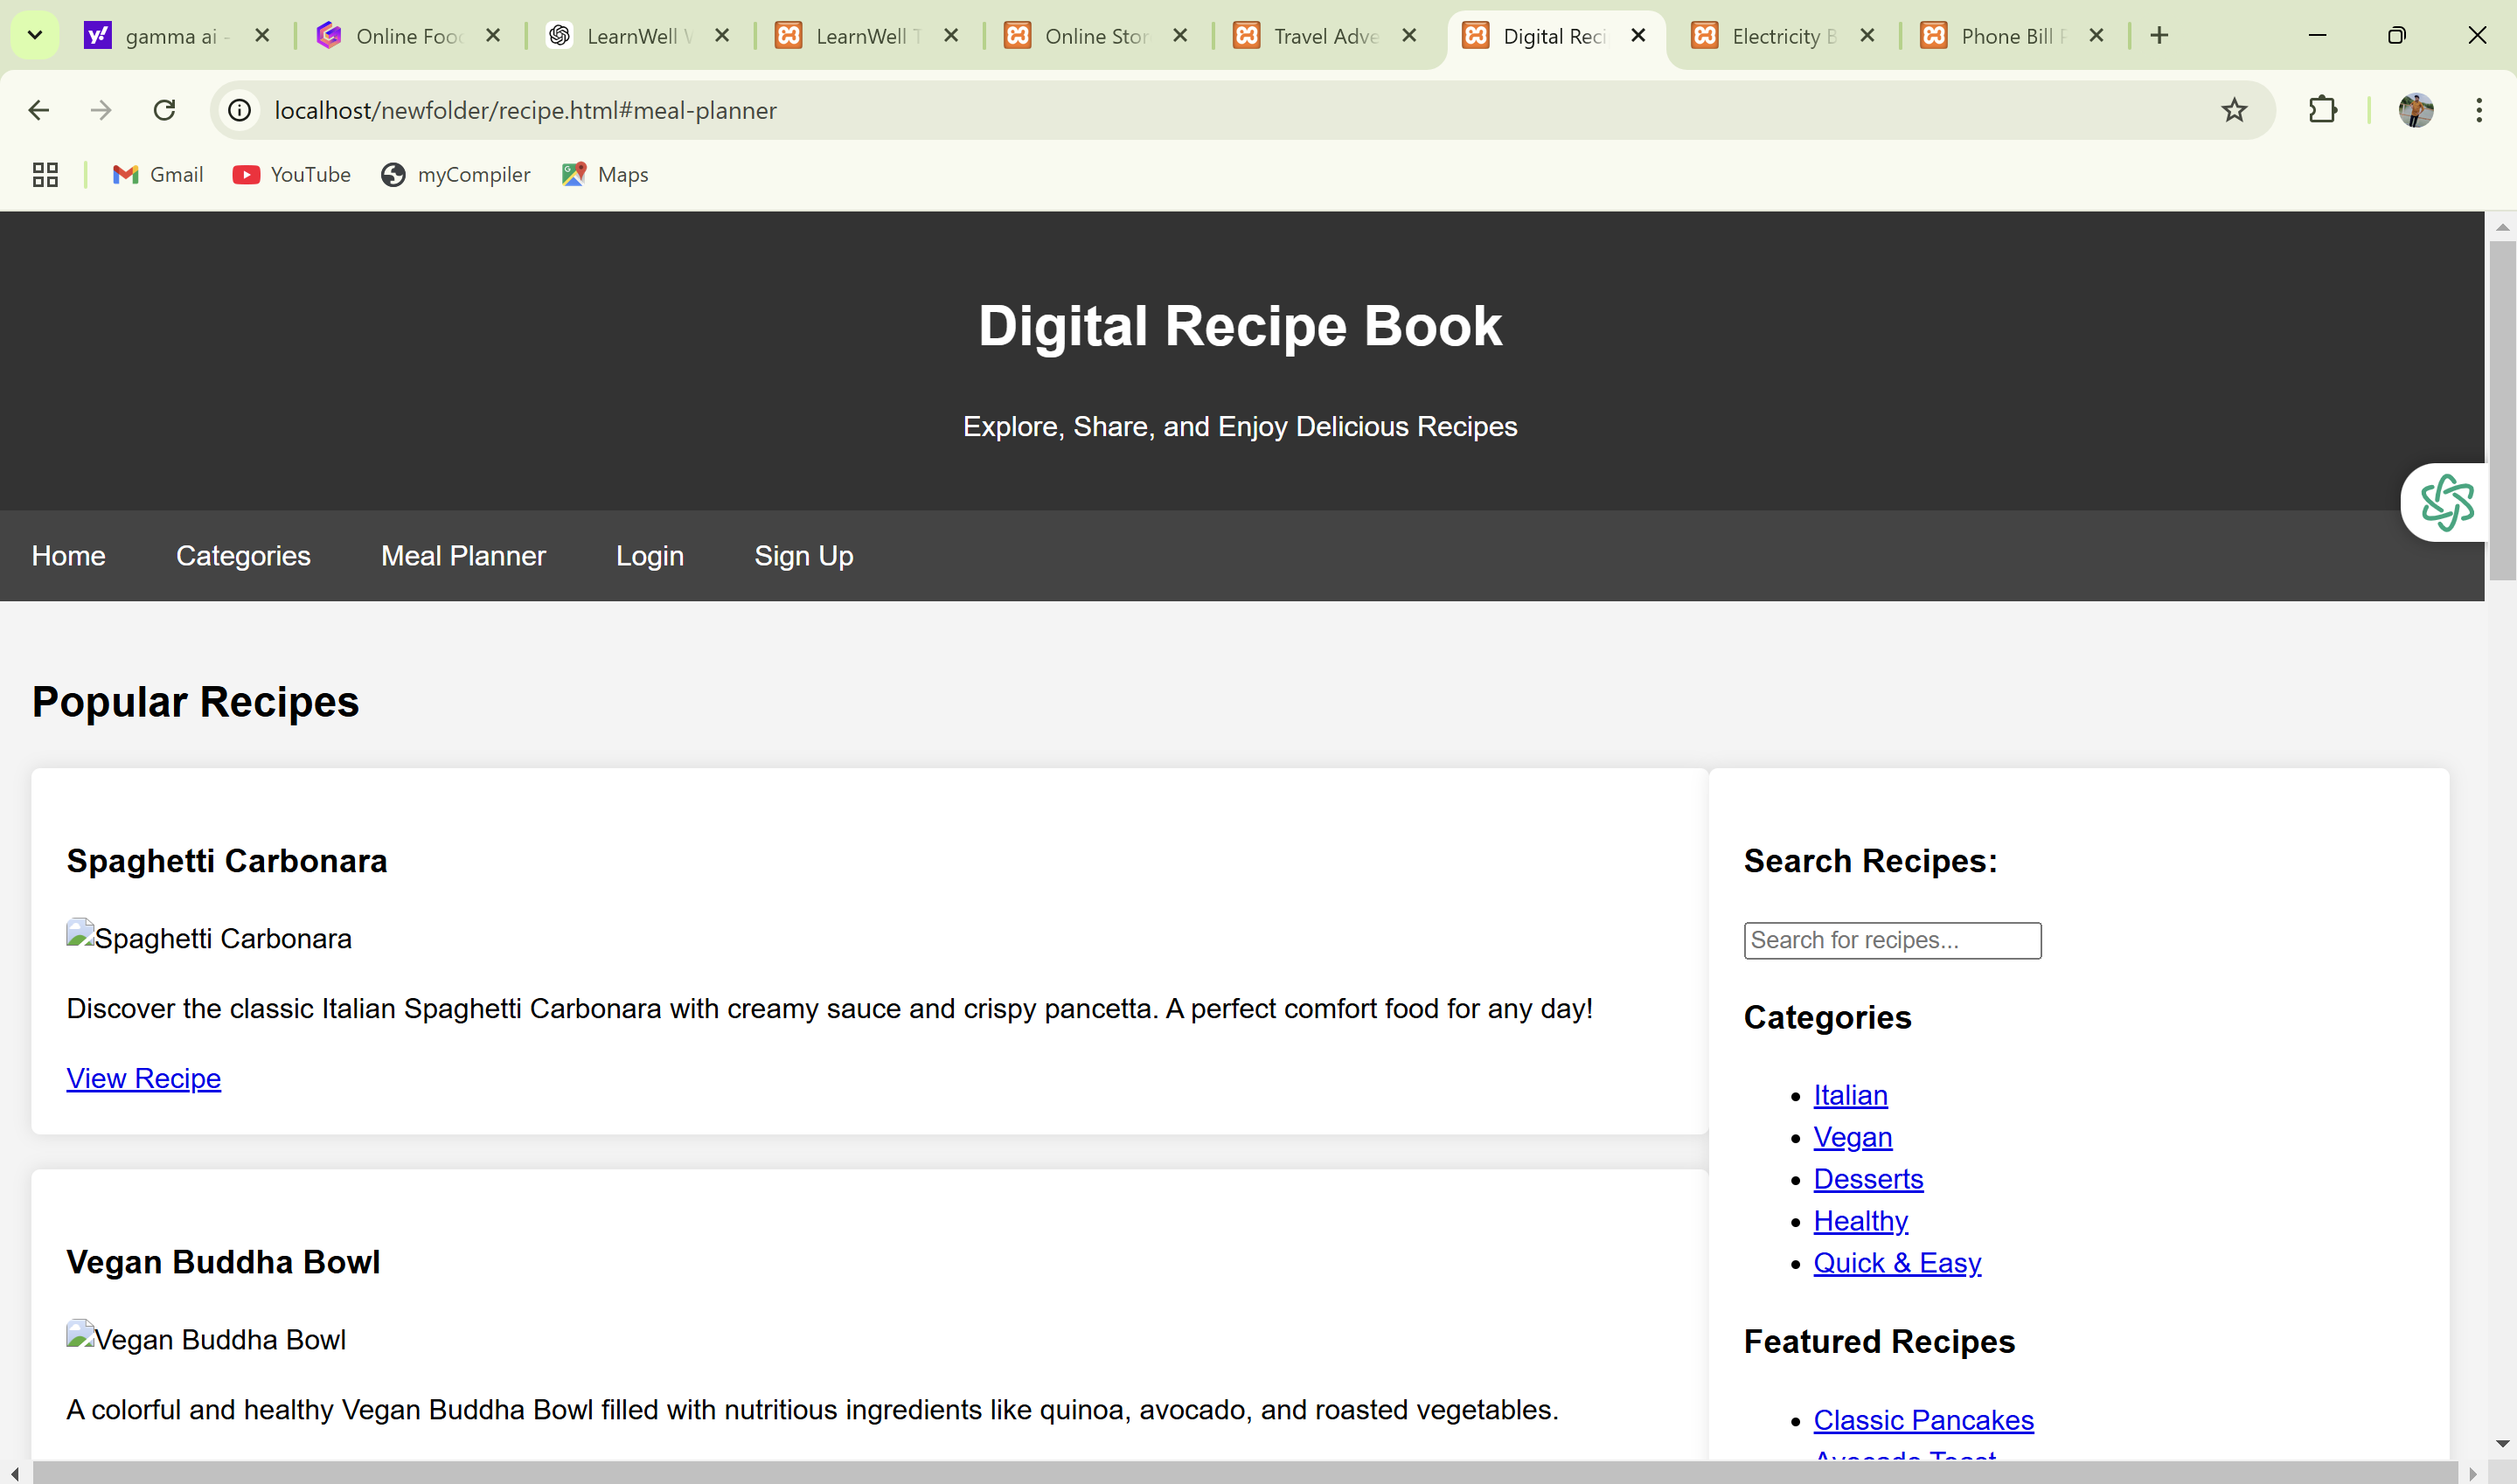 gamma ai -
Online Food
LearnWell W
LearnWell T
Online Stor
Travel Adve
Digital Reci
Electricity B
Phone Bill P
localhost/newfolder/recipe.html#meal-planner
Gmail
YouTube
myCompiler
Maps
Digital Recipe Book
Explore, Share, and Enjoy Delicious Recipes
Home
Categories
Meal Planner
Login
Sign Up
Popular Recipes
Spaghetti Carbonara
Spaghetti Carbonara
Discover the classic Italian Spaghetti Carbonara with creamy sauce and crispy pancetta. A perfect comfort food for any day!
View Recipe
Vegan Buddha Bowl
Vegan Buddha Bowl
A colorful and healthy Vegan Buddha Bowl filled with nutritious ingredients like quinoa, avocado, and roasted vegetables.
Search Recipes:
Search for recipes...
Categories
Italian
Vegan
Desserts
Healthy
Quick & Easy
Featured Recipes
Classic Pancakes
Avocado Toast